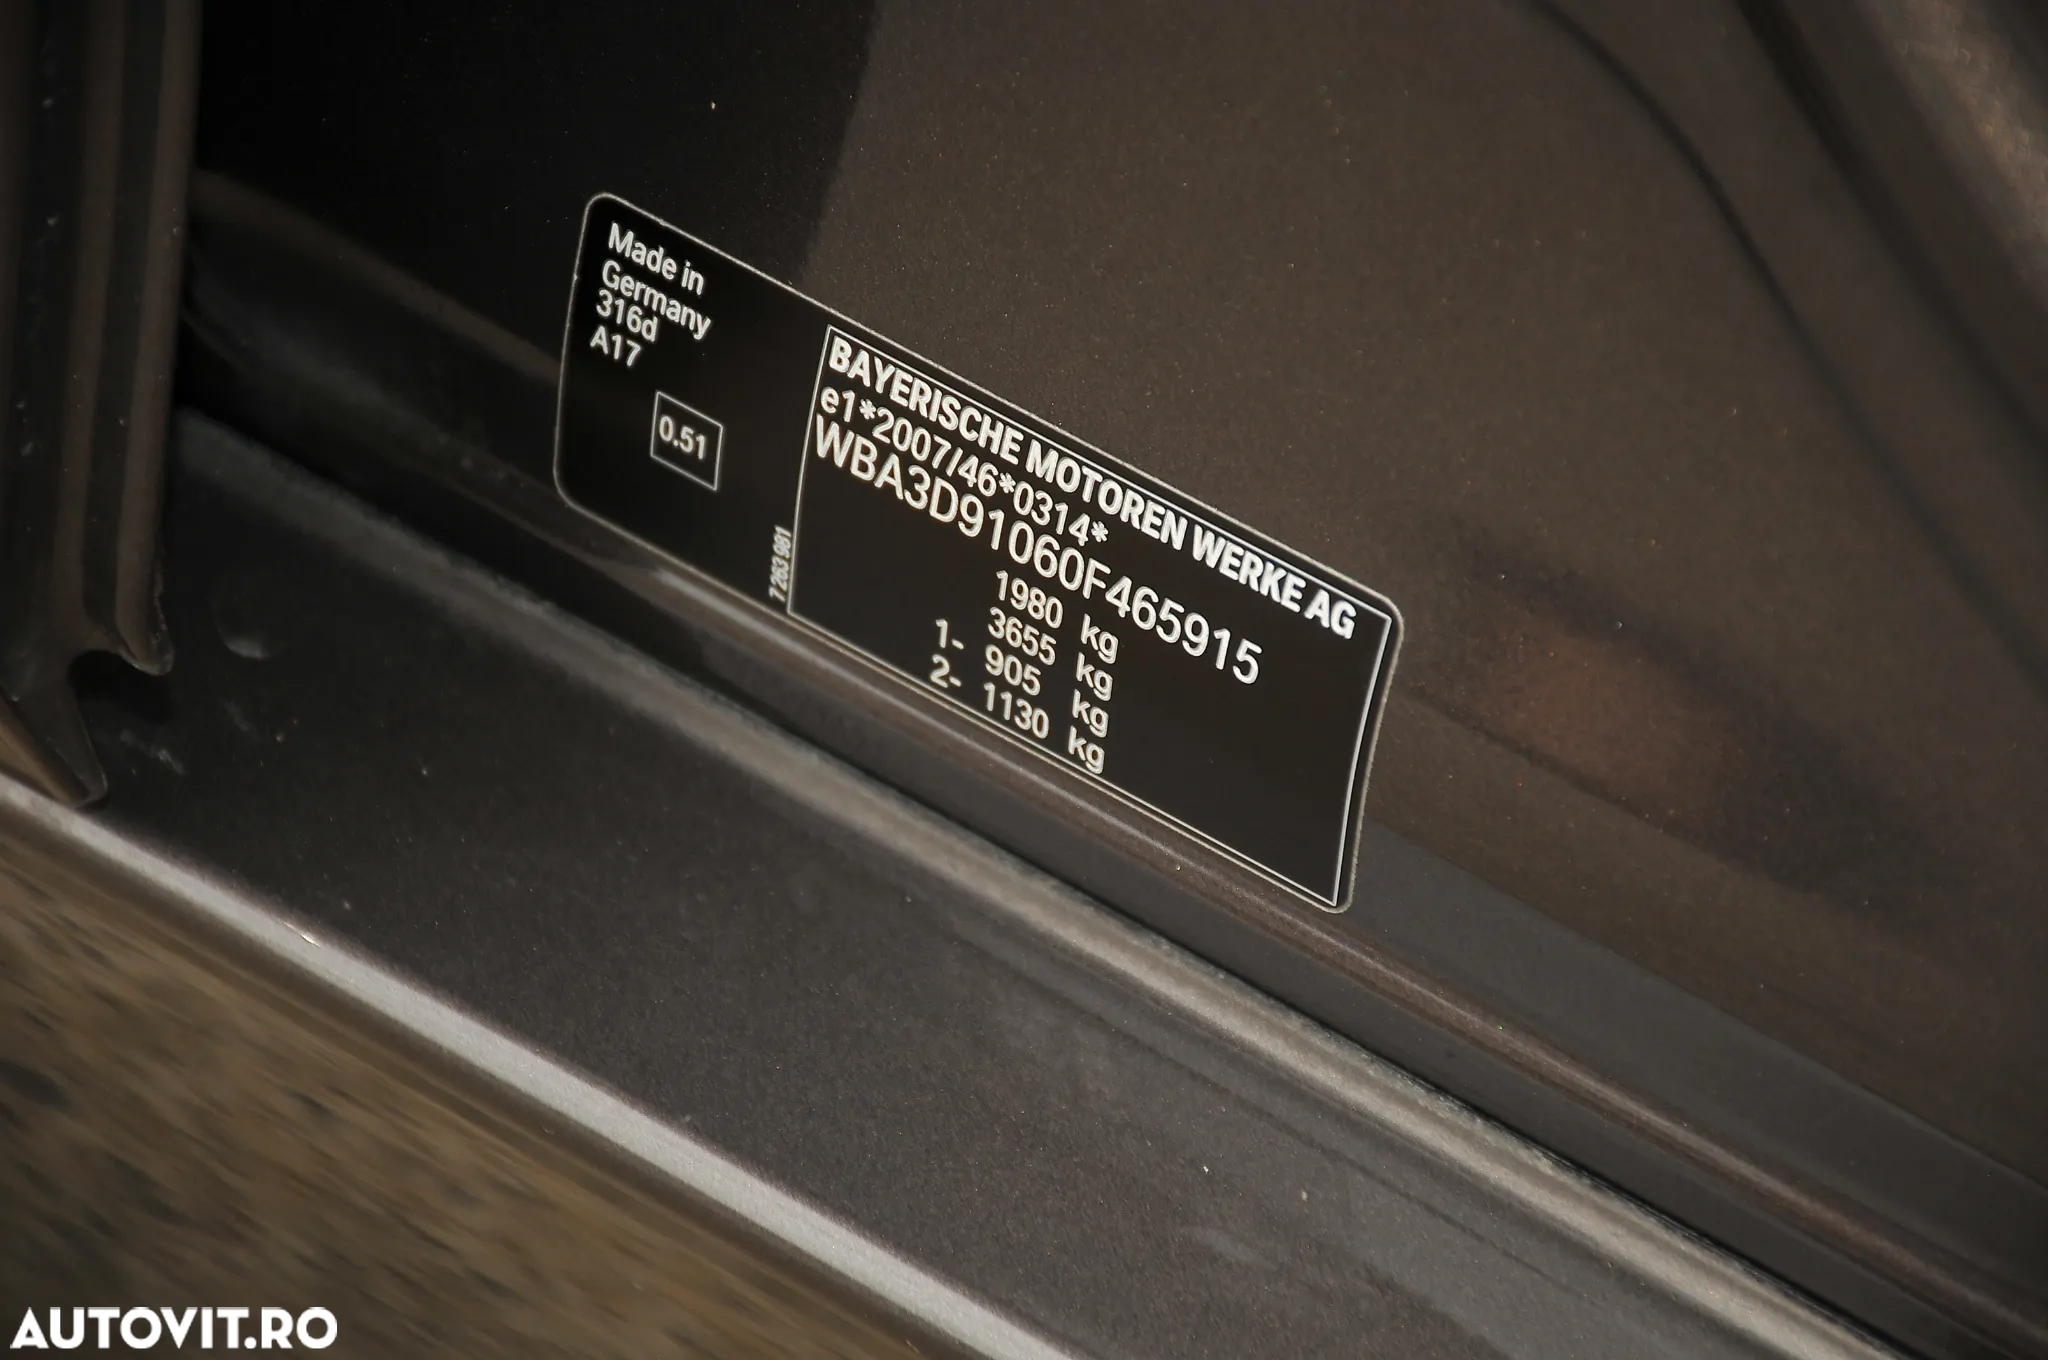 Made in
Germany
316d
A17
0.51
7 263 981
BAYERISCHE MOTOREN WERKE AG
e1*2007/46*0314*
WBA3D91060F465915
1980 kg
3655 kg
1- 905 kg
2- 1130 kg
AUTOVIT.RO